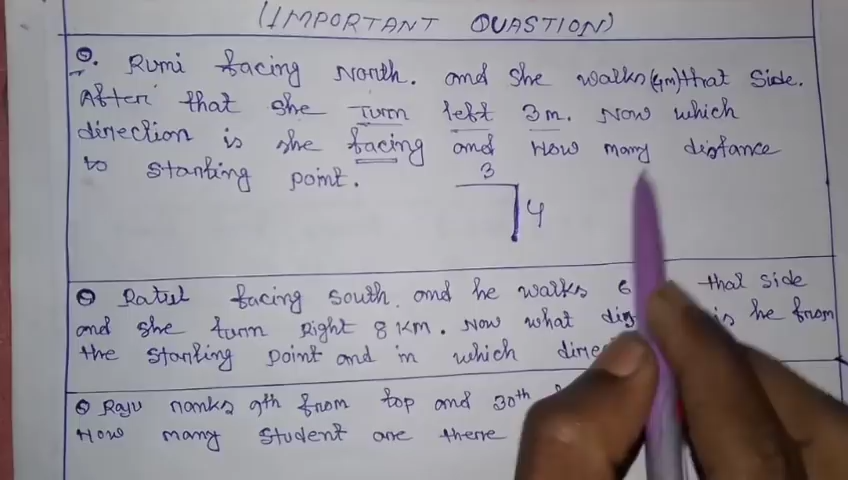 (IMPORTANT QUASTION)
Q. Rumi facing North. and she walks (4m) that side.
After that she Turn left 3m. Now which
direction is she facing and How many distance
to starting point.
3
4
Q Ratul facing south. and he walks 6 that side
and she turn right 8 KM. Now what is he from
the starting point and in which
Q Raju ranks 9th from top and 30th
How many student are there